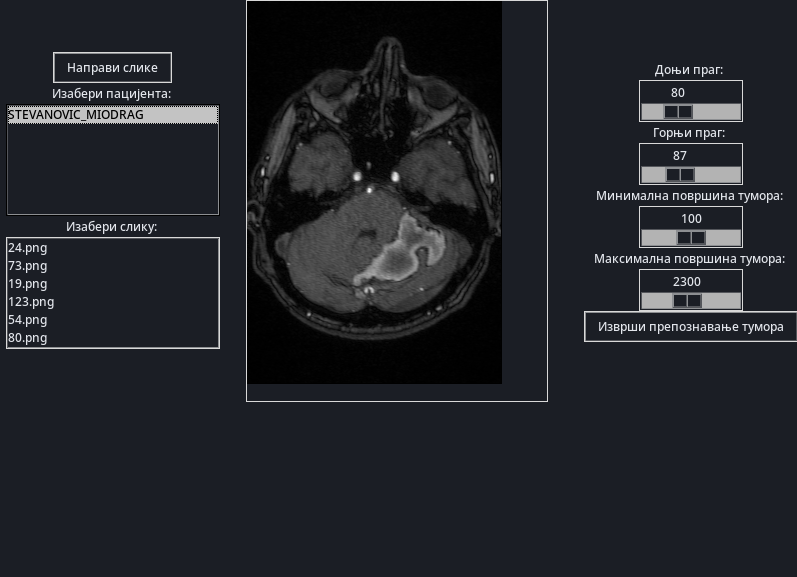 Направи слике
Изабери пацијента:
STEVANOVIC_MIODRAG
Изабери слику:
24.png
73.png
19.png
123.png
54.png
80.png
Доњи праг:
80
Горњи праг:
87
Минимална површина тумора:
100
Максимална површина тумора:
2300
Изврши препознавање тумора